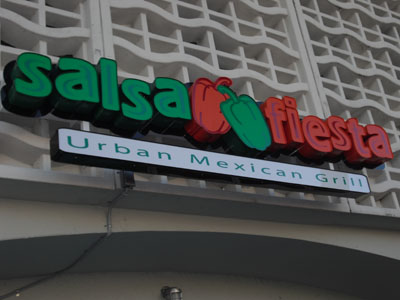 salsa fiesta
Urban Mexican Grill